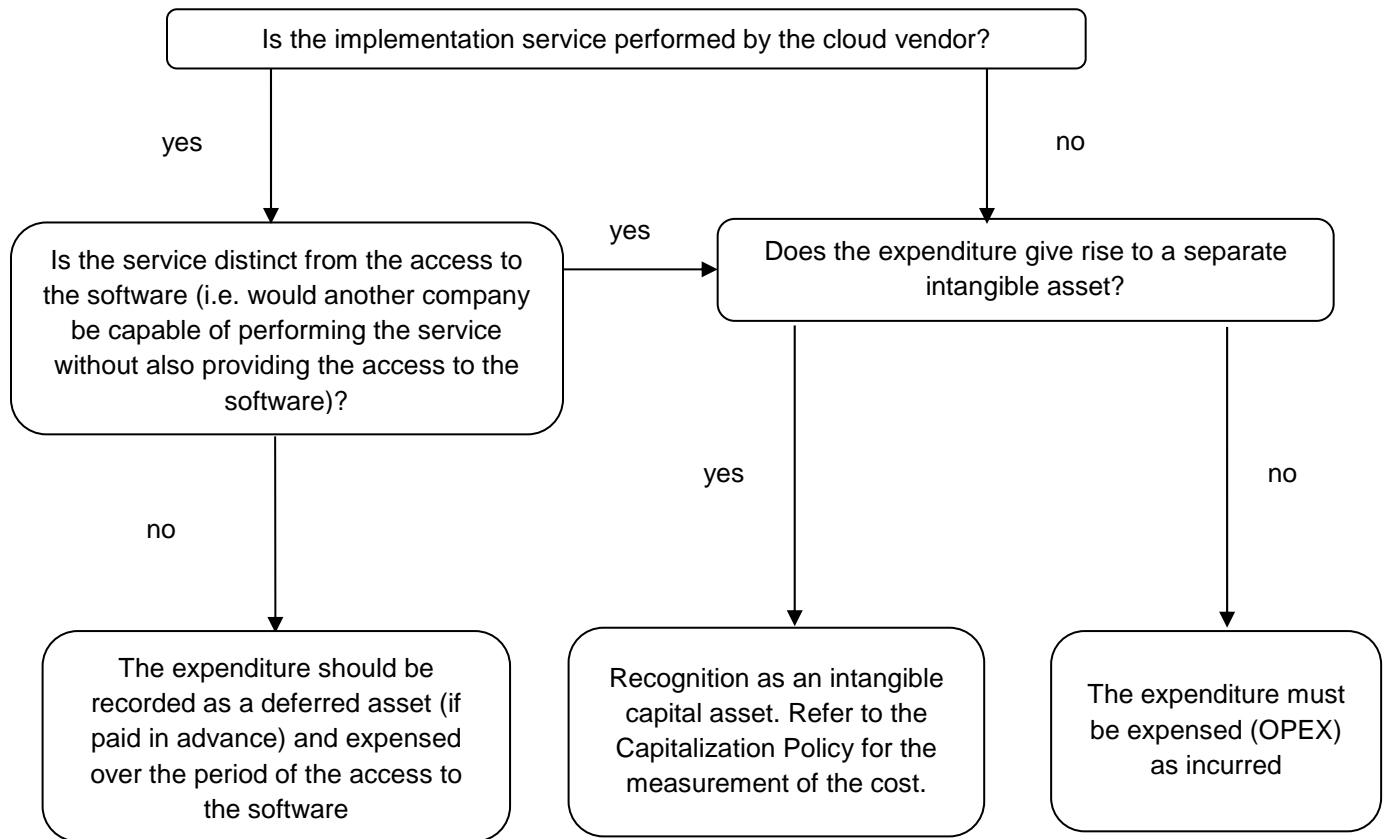 Is the implementation service performed by the cloud vendor?
yes
no
Is the service distinct from the access to
the software (i.e. would another company
be capable of performing the service
without also providing the access to the
software)?
yes
Does the expenditure give rise to a separate
intangible asset?
no
yes
no
The expenditure should be
recorded as a deferred asset (if
paid in advance) and expensed
over the period of the access to
the software
Recognition as an intangible
capital asset. Refer to the
Capitalization Policy for the
measurement of the cost.
The expenditure must
be expensed (OPEX)
as incurred